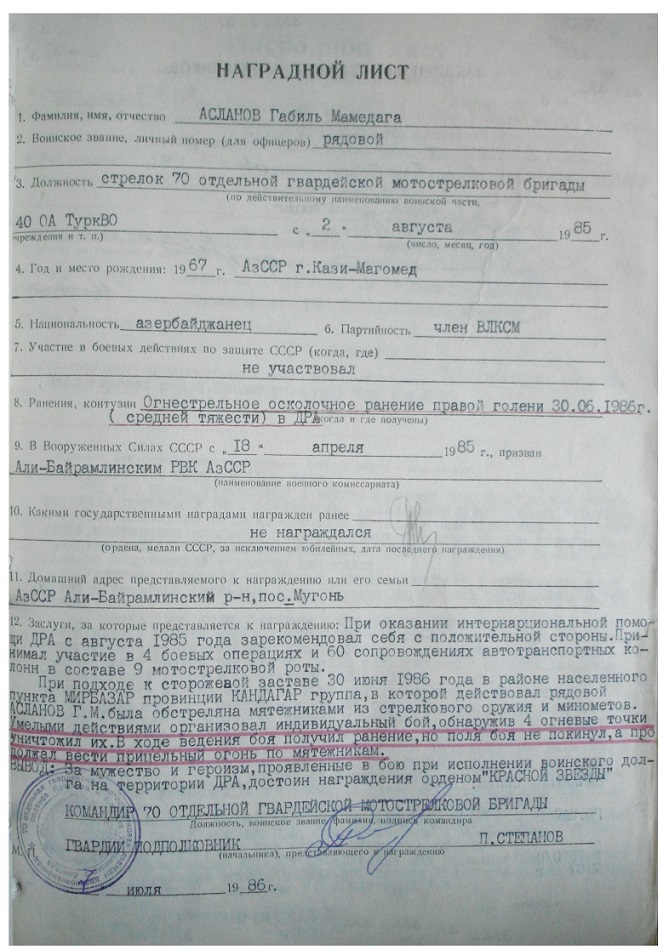 НАГРАДНОЙ ЛИСТ
1. Фамилия, имя, отчество АСЛАНОВ Габиль Мамедага
2. Воинское звание, личный номер (для офицеров) рядовой
3. Должность стрелок 70 отдельной гвардейской мотострелковой бригады
(по действительному наименованию воинской части,
40 ОА ТуркВО с „2" августа 1985 г.
учреждения и т. п.) (число, месяц, год)
4. Год и место рождения: 1967 г. АзССР г.Кази-Магомед
5. Национальность азербайджанец 6. Партийность член ВЛКСМ
7. Участие в боевых действиях по защите СССР (когда, где)
не участвовал
8. Ранения, контузии Огнестрельное осколочное ранение правой голени 30.06.1986г.
( средней тяжести) в ДРА когда и где получены)
9. В Вооруженных Силах СССР с „18" апреля 1985 г., призван
Али-Байрамлинским РВК АзССР
(наименование военного комиссариата)
10. Какими государственными наградами награжден ранее
не награждался
(ордена, медали СССР, за исключением юбилейных, дата последнего награждения)
11. Домашний адрес представляемого к награждению или его семьи
АзССР Али-Байрамлинский р-н,пос.Мугонь
12. Заслуги, за которые представляется к награждению: При оказании интернарциональной помо-
щи ДРА с августа 1985 года зарекомендовал себя с положительной стороны.При-
нимал участие в 4 боевых операциях и 60 сопровождениях автотранспортных ко-
лонн в составе 9 мотострелковой роты.
При подходе к сторожевой заставе 30 июня 1986 года в районе населенного
пункта МИРБАЗАР провинции КАНДАГАР группа,в которой действовал рядовой
АСЛАНОВ Г.М.была обстреляна мятежниками из стрелкового оружия и минометов.
Умелыми действиями организовал индивидуальный бой,обнаружив 4 огневые точки
уничтожил их.В ходе ведения боя получил ранение,но поля боя не покинул,а про
должал вести прицельный огонь по мятежникам.
ВЫВОД: За мужество и героизм,проявленные в бою при исполнении воинского дол-
га на территории ДРА,достоин награждения орденом"КРАСНОЙ ЗВЕЗДЫ"
КОМАНДИР 70 ОТДЕЛЬНОЙ ГВАРДЕЙСКОЙ МОТОСТРЕЛКОВОЙ БРИГАДЫ
Должность, воинское звание, фамилия, подпись командира
ГВАРДИИ ПОДПОЛКОВНИК П.СТЕПАНОВ
М. П. (начальника), представляющего к награждению
7 июля 1986г.